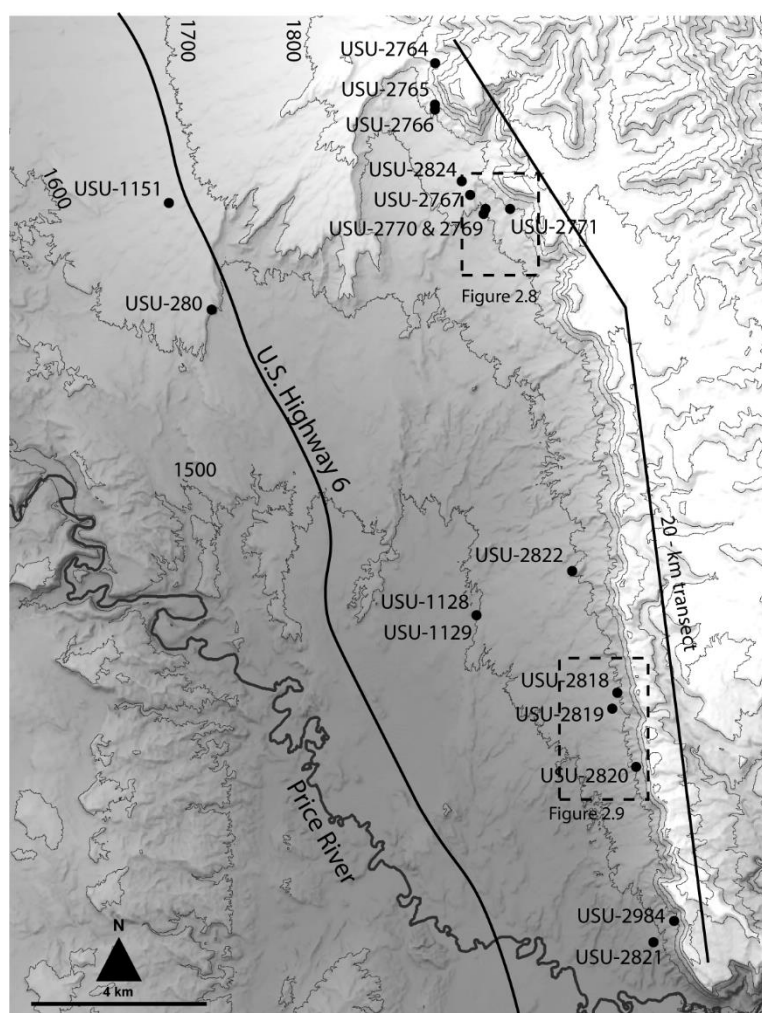 1700
1800
USU-2764
USU-2765
USU-2766
1600
USU-1151
USU-2824
USU-2767
USU-2770 & 2769
USU-2771
USU-280
Figure 2.8
U.S. Highway 6
1500
20 - km transect
USU-2822
USU-1128
USU-1129
USU-2818
USU-2819
USU-2820
Figure 2.9
Price River
USU-2984
USU-2821
N
4 km